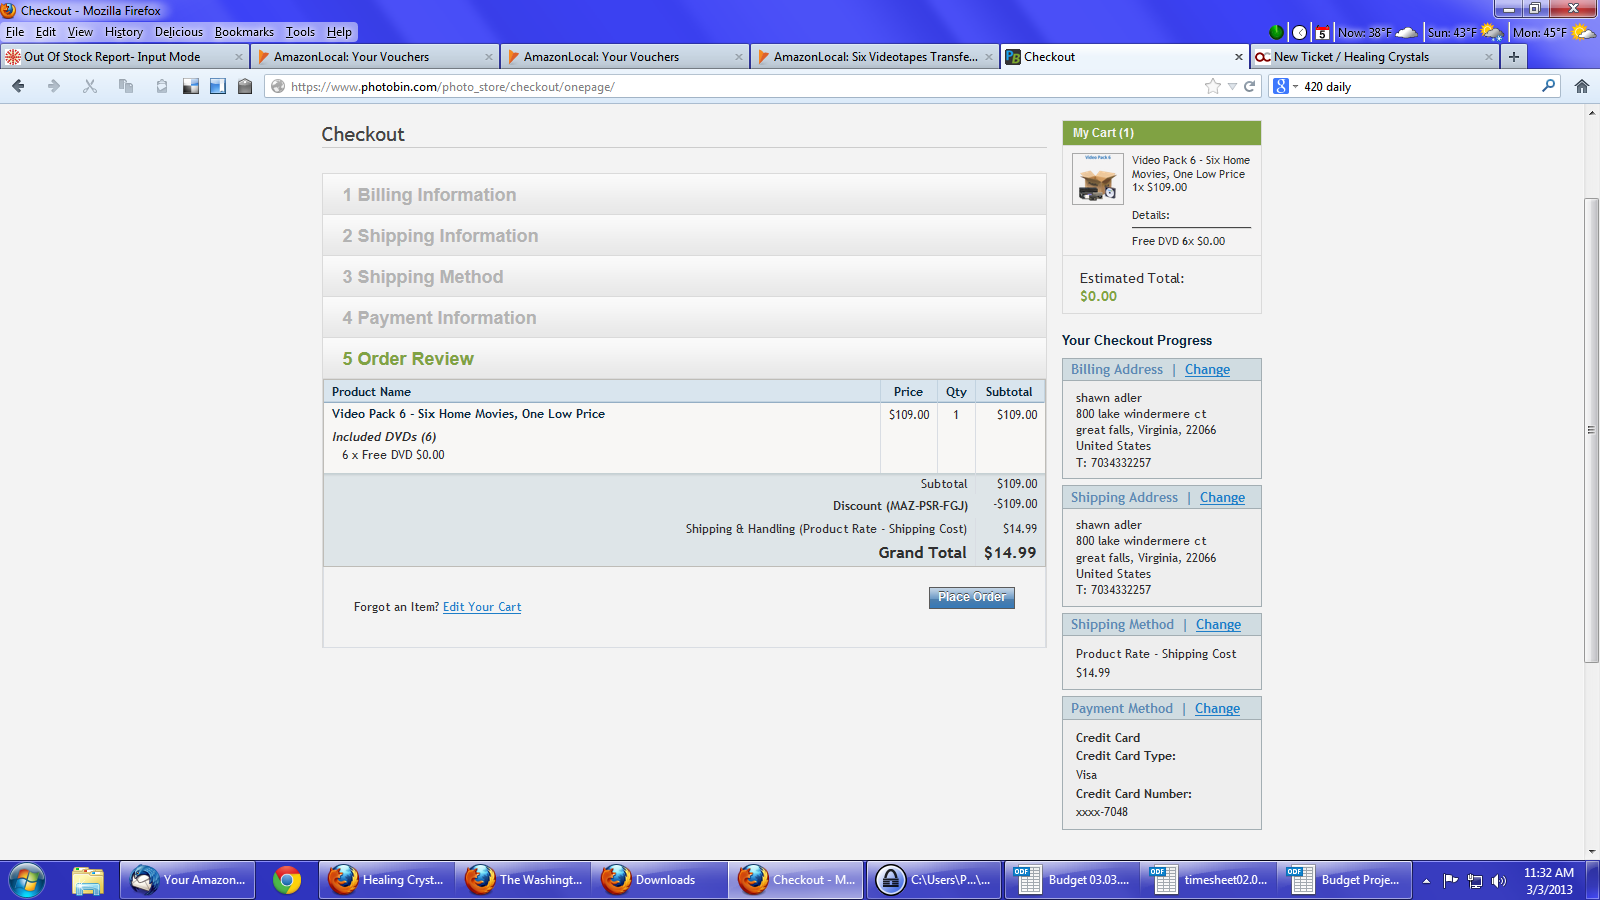 Checkout - Mozilla Firefox
File Edit View History Delicious Bookmarks Tools Help
5 Now: 38°F Sun: 43°F Mon: 45°F
Out Of Stock Report- Input Mode
AmazonLocal: Your Vouchers
AmazonLocal: Your Vouchers
AmazonLocal: Six Videotapes Transfe...
Checkout
New Ticket / Healing Crystals
https://www.photobin.com/photo_store/checkout/onepage/
420 daily
Checkout
1 Billing Information
2 Shipping Information
3 Shipping Method
4 Payment Information
5 Order Review
Product Name Price Qty Subtotal
Video Pack 6 - Six Home Movies, One Low Price $109.00 1 $109.00
Included DVDs (6)
6 x Free DVD $0.00
Subtotal $109.00
Discount (MAZ-PSR-FGJ) -$109.00
Shipping & Handling (Product Rate - Shipping Cost) $14.99
Grand Total $14.99
Forgot an Item? Edit Your Cart
Place Order
My Cart (1)
Video Pack 6
Video Pack 6 - Six Home
Movies, One Low Price
1x $109.00
Details:
Free DVD 6x $0.00
Estimated Total:
$0.00
Your Checkout Progress
Billing Address | Change
shawn adler
800 lake windermere ct
great falls, Virginia, 22066
United States
T: 7034332257
Shipping Address | Change
shawn adler
800 lake windermere ct
great falls, Virginia, 22066
United States
T: 7034332257
Shipping Method | Change
Product Rate - Shipping Cost
$14.99
Payment Method | Change
Credit Card
Credit Card Type:
Visa
Credit Card Number:
xxxx-7048
Your Amazon...
Healing Cryst...
The Washingt...
Downloads
Checkout - M...
C:\Users\P...\...
ODF Budget 03.03....
ODF timesheet02.0...
ODF Budget Proje...
11:32 AM
3/3/2013